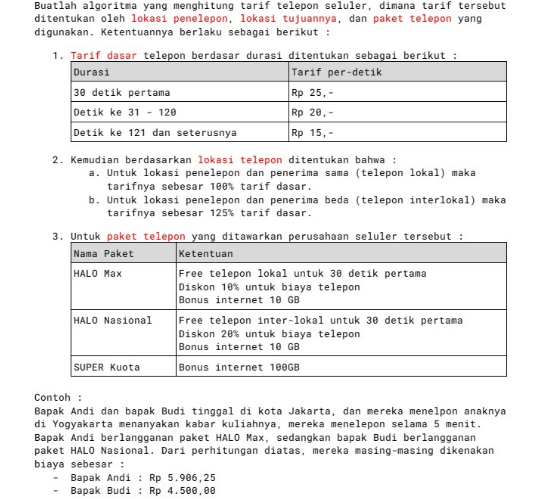 Buatlah algoritma yang menghitung tarif telepon seluler, dimana tarif tersebut
ditentukan oleh lokasi penelepon, lokasi tujuannya, dan paket telepon yang
digunakan. Ketentuannya berlaku sebagai berikut :
1. Tarif dasar telepon berdasar durasi ditentukan sebagai berikut :
Durasi Tarif per-detik
30 detik pertama Rp 25,-
Detik ke 31 - 120 Rp 20,-
Detik ke 121 dan seterusnya Rp 15,-
2. Kemudian berdasarkan lokasi telepon ditentukan bahwa :
a. Untuk lokasi penelepon dan penerima sama (telepon lokal) maka
tarifnya sebesar 100% tarif dasar.
b. Untuk lokasi penelepon dan penerima beda (telepon interlokal) maka
tarifnya sebesar 125% tarif dasar.
3. Untuk paket telepon yang ditawarkan perusahaan seluler tersebut :
Nama Paket Ketentuan
HALO Max Free telepon lokal untuk 30 detik pertama
Diskon 10% untuk biaya telepon
Bonus internet 10 GB
HALO Nasional Free telepon inter-lokal untuk 30 detik pertama
Diskon 20% untuk biaya telepon
Bonus internet 10 GB
SUPER Kuota Bonus internet 100GB
Contoh :
Bapak Andi dan bapak Budi tinggal di kota Jakarta, dan mereka menelpon anaknya
di Yogyakarta menanyakan kabar kuliahnya, mereka menelepon selama 5 menit.
Bapak Andi berlangganan paket HALO Max, sedangkan bapak Budi berlangganan
paket HALO Nasional. Dari perhitungan diatas, mereka masing-masing dikenakan
biaya sebesar :
- Bapak Andi : Rp 5.906,25
- Bapak Budi : Rp 4.500,00